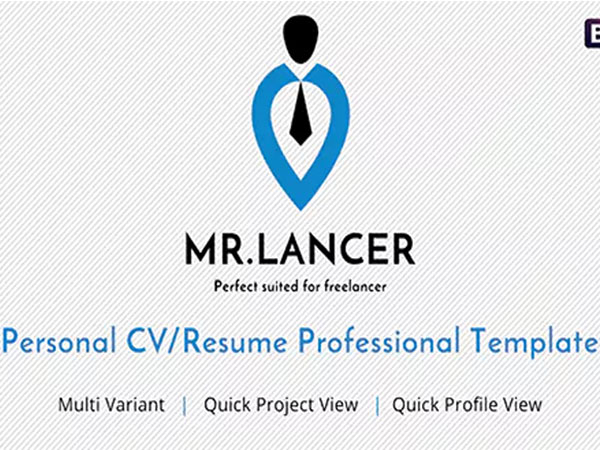 MR.LANCER
Perfect suited for freelancer
Personal CV/Resume Professional Template
Multi Variant | Quick Project View | Quick Profile View